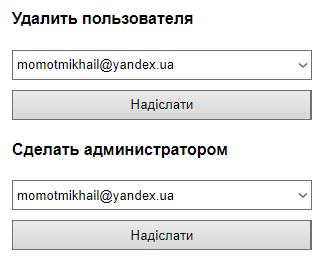 Удалить пользователя
momotmikhail@yandex.ua
Надіслати
Сделать администратором
momotmikhail@yandex.ua
Надіслати